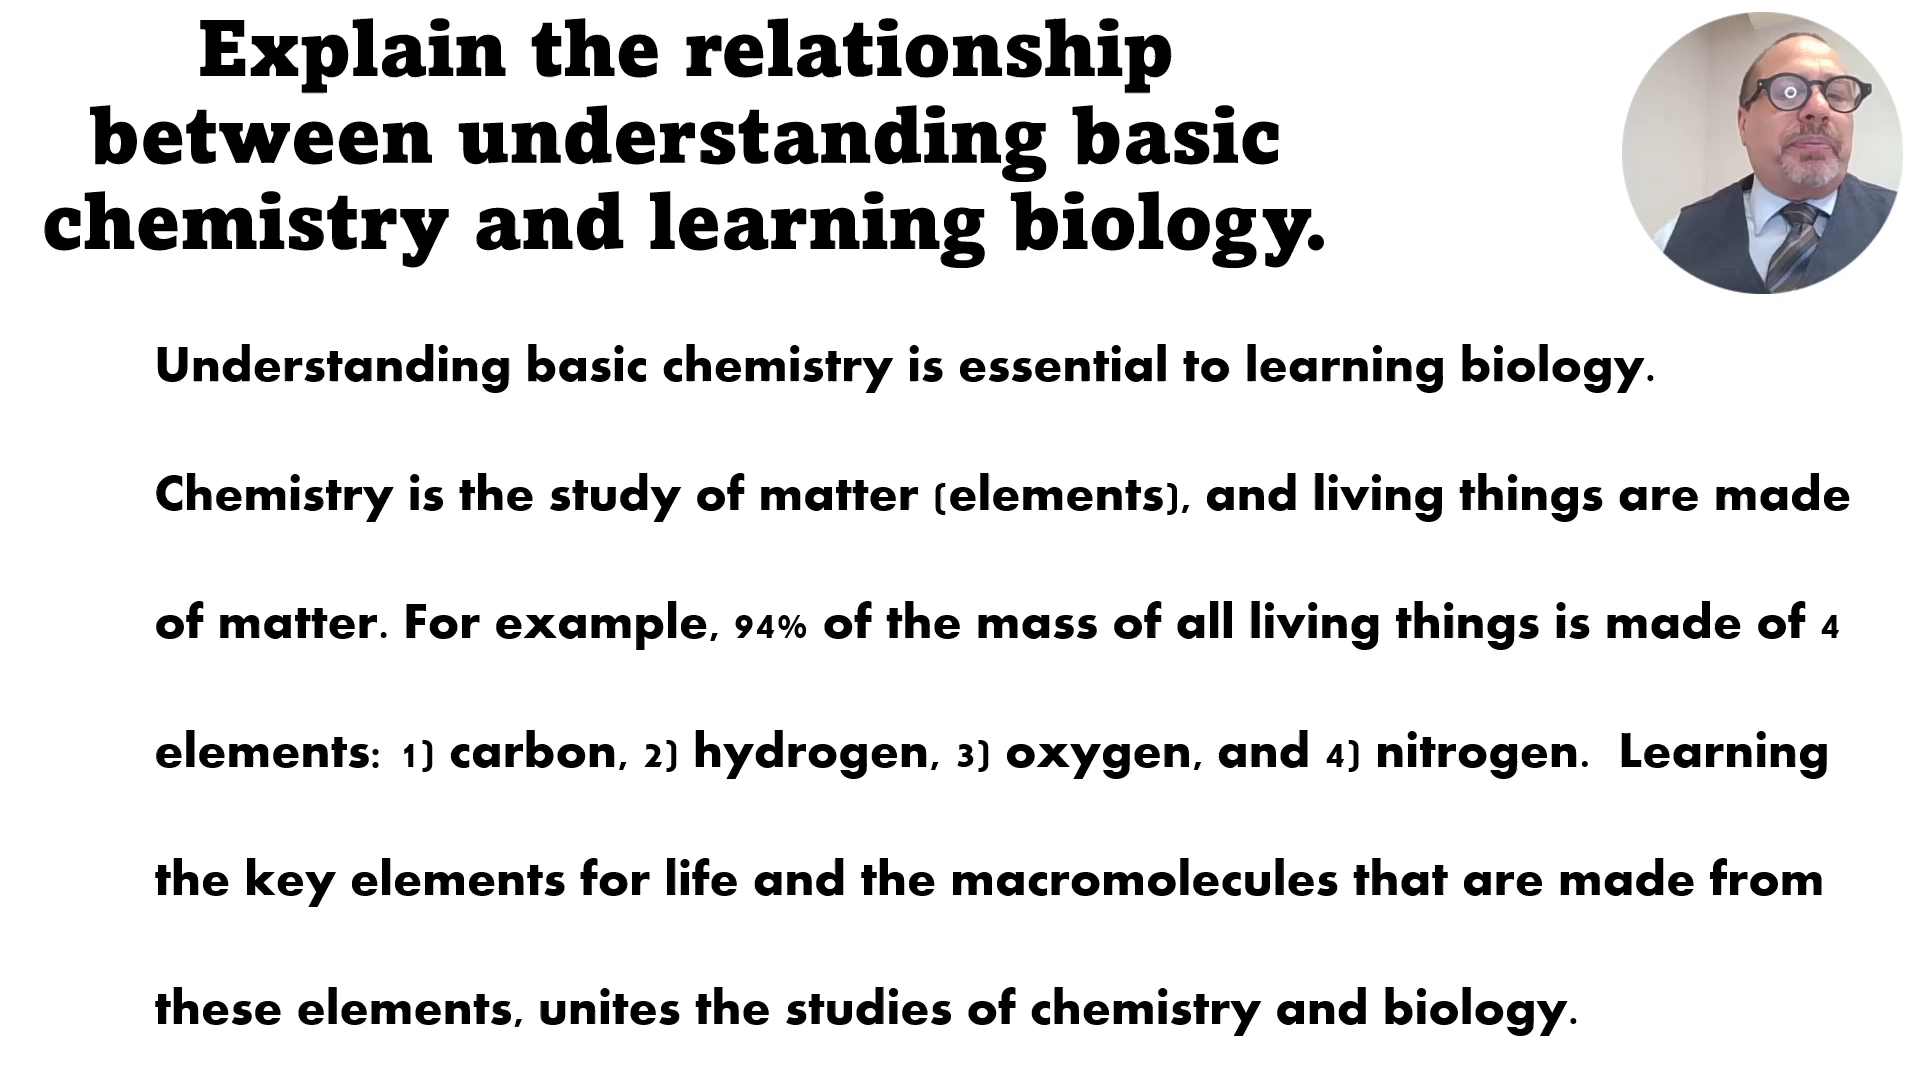 Explain the relationship
between understanding basic
chemistry and learning biology.
Understanding basic chemistry is essential to learning biology.
Chemistry is the study of matter (elements), and living things are made
of matter. For example, 94% of the mass of all living things is made of 4
elements:  1) carbon, 2) hydrogen, 3) oxygen, and 4) nitrogen.  Learning
the key elements for life and the macromolecules that are made from
these elements, unites the studies of chemistry and biology.